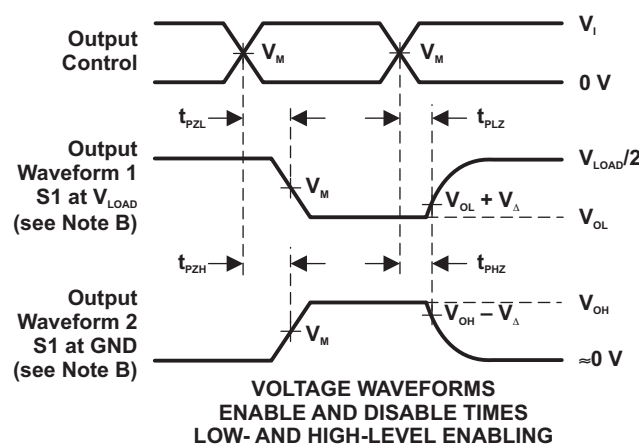 Output
Control
V_M
V_M
V_I
0 V
t_PZL
t_PLZ
Output
Waveform 1
S1 at V_LOAD
(see Note B)
V_M
V_OL + V_Δ
V_LOAD/2
V_OL
t_PZH
t_PHZ
Output
Waveform 2
S1 at GND
(see Note B)
V_M
V_OH – V_Δ
V_OH
≈0 V
VOLTAGE WAVEFORMS
ENABLE AND DISABLE TIMES
LOW- AND HIGH-LEVEL ENABLING